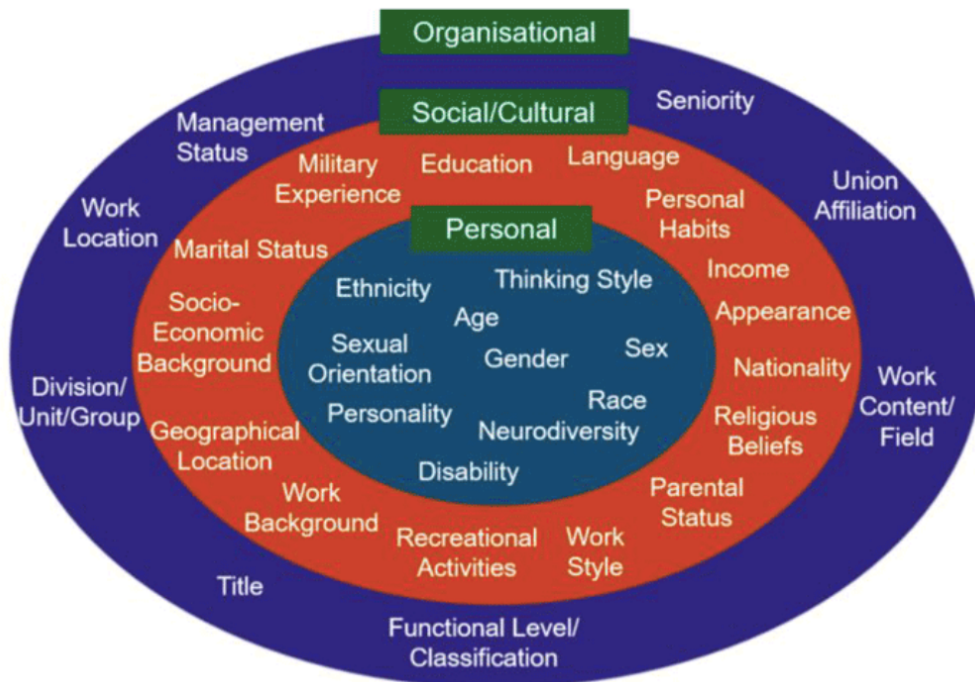 Organisational
Seniority
Management
Status
Union
Affiliation
Work
Location
Division/
Unit/Group
Work
Content/
Field
Title
Functional Level/
Classification
Social/Cultural
Military
Experience
Education
Language
Personal
Habits
Marital Status
Income
Socio-
Economic
Background
Appearance
Nationality
Geographical
Location
Religious
Beliefs
Work
Background
Parental
Status
Recreational
Activities
Work
Style
Personal
Ethnicity
Thinking Style
Age
Sexual
Orientation
Gender
Sex
Personality
Race
Neurodiversity
Disability